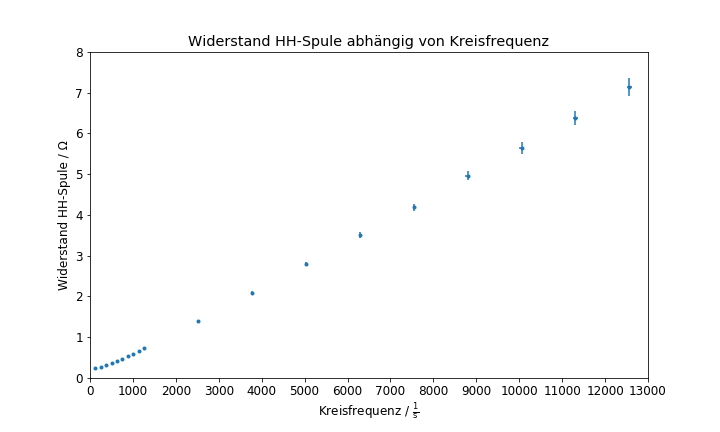 Widerstand HH-Spule abhängig von Kreisfrequenz
Widerstand HH-Spule / Ω
8
7
6
5
4
3
2
1
0
0 1000 2000 3000 4000 5000 6000 7000 8000 9000 10000 11000 12000 13000
Kreisfrequenz / 1/s